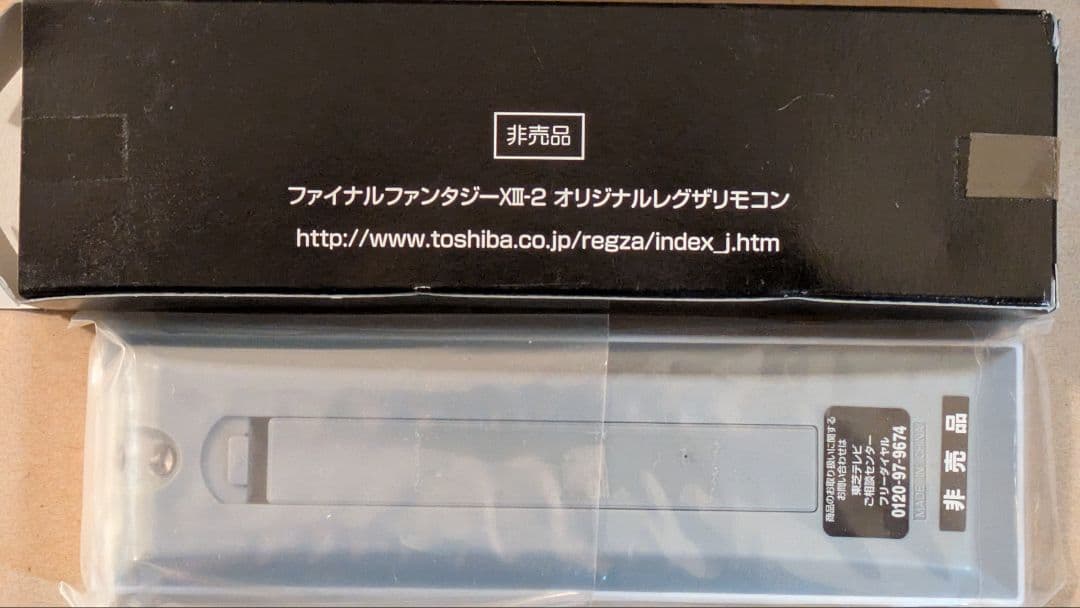 非売品
ファイナルファンタジーXIII-2 オリジナルレグザリモコン
http://www.toshiba.co.jp/regza/index_j.htm
商品のお取り扱いに関する
お問い合わせは
東芝テレビ
ご相談センター
フリーダイヤル
0120-97-9674
MADE IN CHINA
非売品